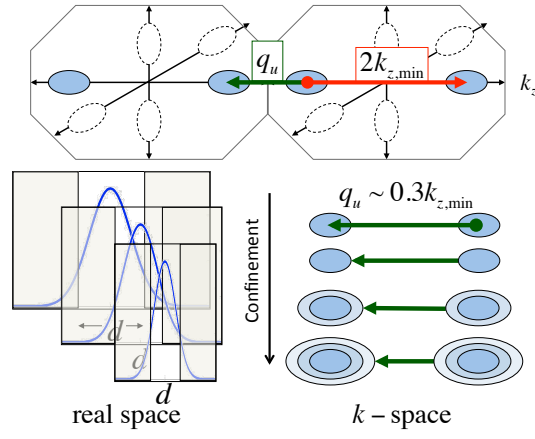 q_u
2k_{z,min}
k_z
q_u ~ 0.3k_{z,min}
Confinement
d
d
d
real space
k – space